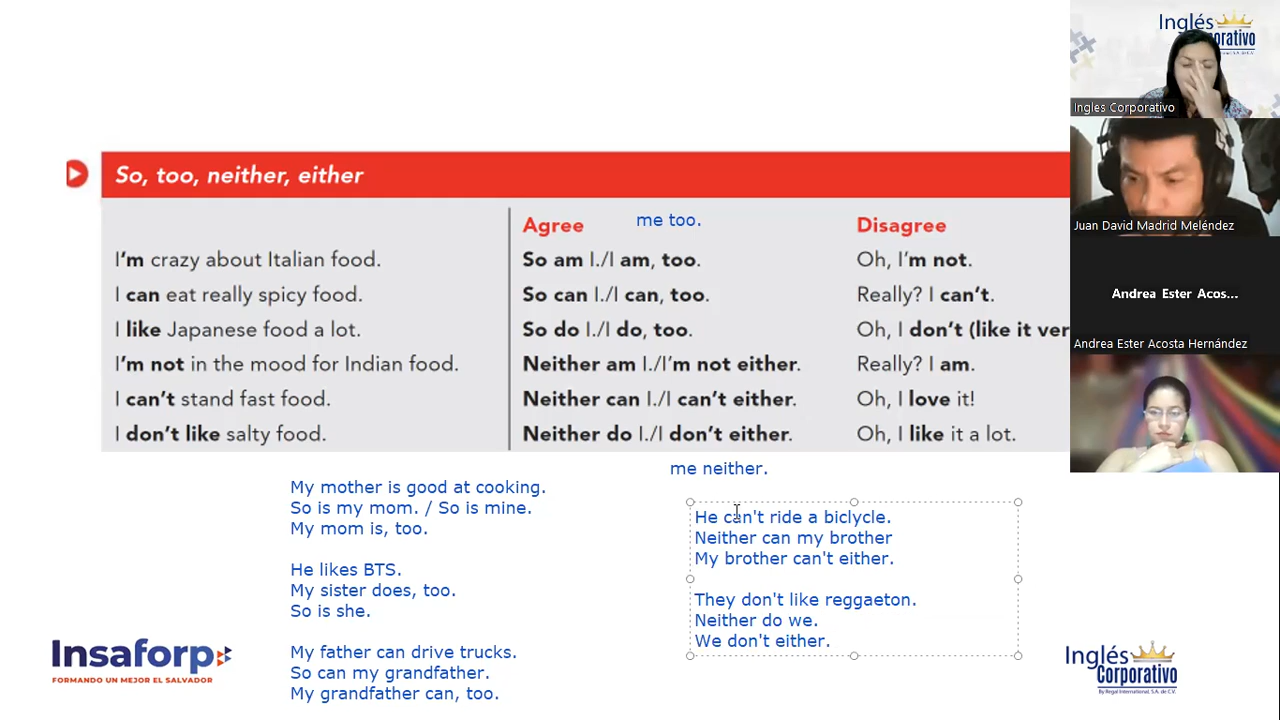 So, too, neither, either
Agree
me too.
Disagree
I'm crazy about Italian food.
So am I./I am, too.
Oh, I'm not.
I can eat really spicy food.
So can I./I can, too.
Really? I can't.
I like Japanese food a lot.
So do I./I do, too.
Oh, I don't (like it ver
I'm not in the mood for Indian food.
Neither am I./I'm not either.
Really? I am.
I can't stand fast food.
Neither can I./I can't either.
Oh, I love it!
I don't like salty food.
Neither do I./I don't either.
Oh, I like it a lot.
me neither.
My mother is good at cooking.
So is my mom. / So is mine.
My mom is, too.
He likes BTS.
My sister does, too.
So is she.
My father can drive trucks.
So can my grandfather.
My grandfather can, too.
He can't ride a biclycle.
Neither can my brother
My brother can't either.
They don't like reggaeton.
Neither do we.
We don't either.
Insaforp
FORMANDO UN MEJOR EL SALVADOR
Inglés
Corporativo
By Regal International, S.A. de C.V.
Inglés
orativo
Ingles Corporativo
Juan David Madrid Meléndez
Andrea Ester Acos...
Andrea Ester Acosta Hernández